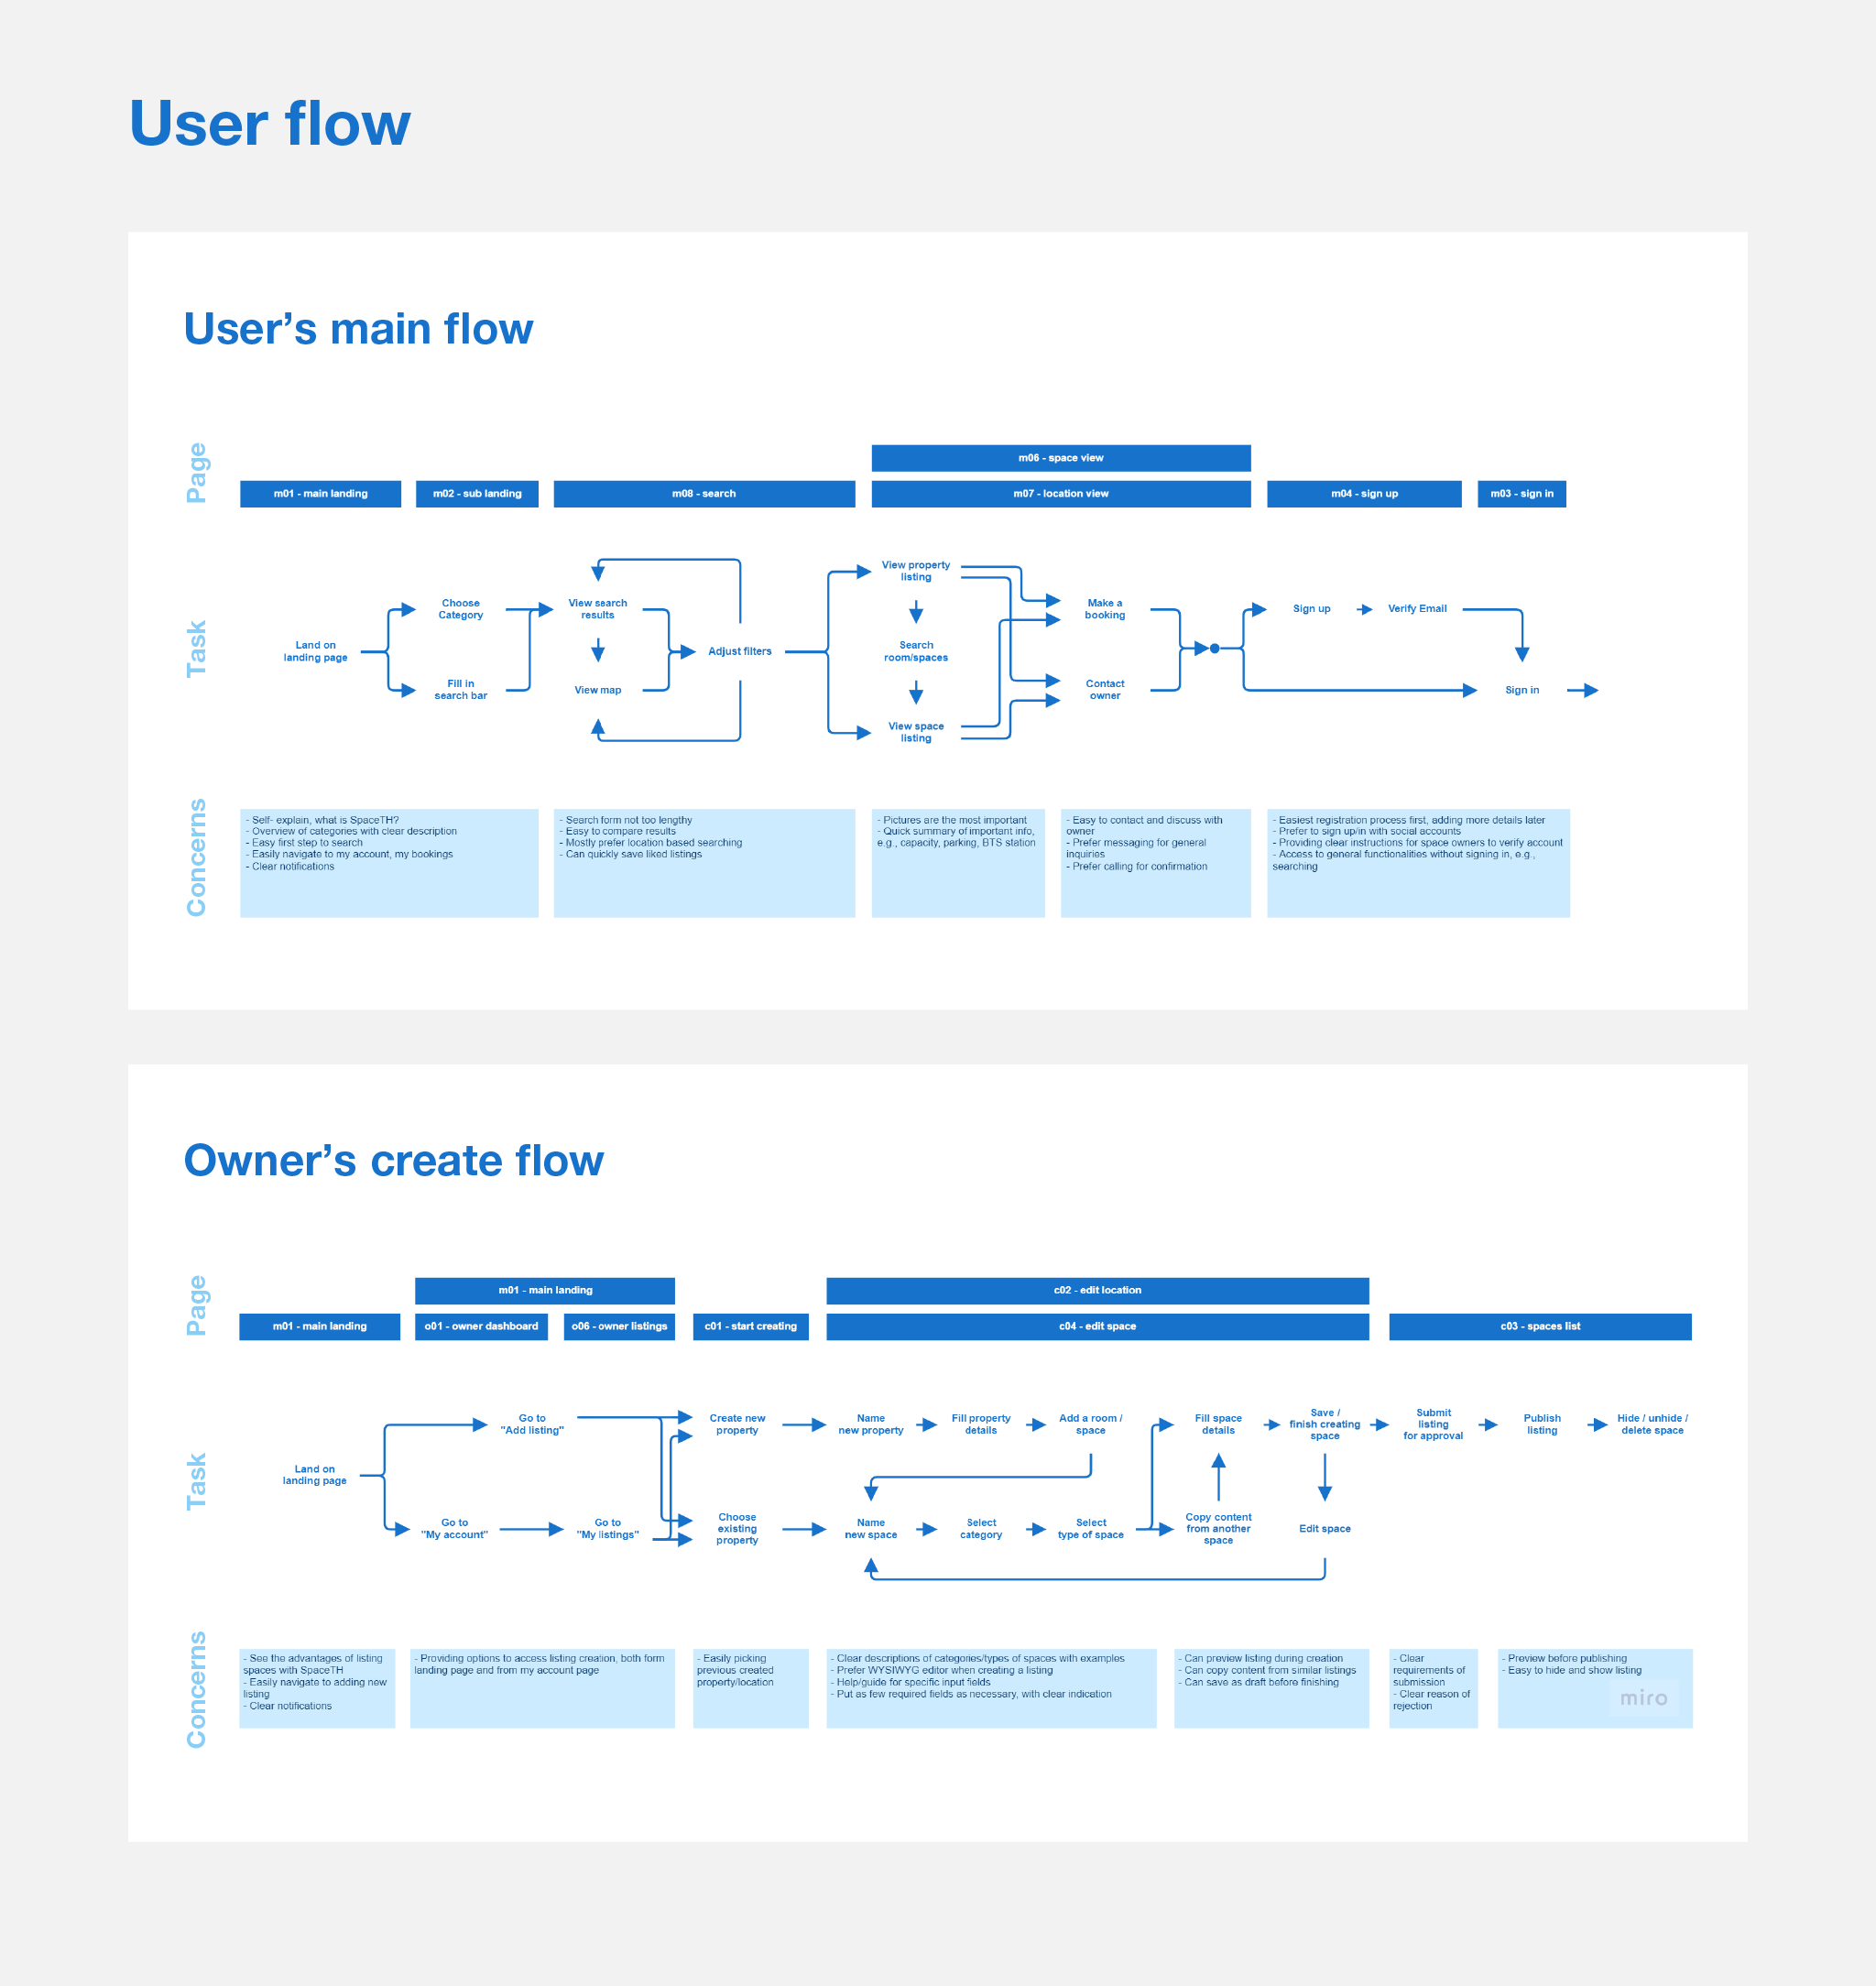 User flow
User’s main flow
Page
m06 - space view
m01 - main landing
m02 - sub landing
m08 - search
m07 - location view
m04 - sign up
m03 - sign in
Task
Land on
landing page
Choose
Category
Fill in
search bar
View search
results
View map
Adjust filters
View property
listing
Search
room/spaces
View space
listing
Make a
booking
Contact
owner
Sign up
Verify Email
Sign in
Concerns
- Self- explain, what is SpaceTH?
- Overview of categories with clear description
- Easy first step to search
- Easily navigate to my account, my bookings
- Clear notifications
- Search form not too lengthy
- Easy to compare results
- Mostly prefer location based searching
- Can quickly save liked listings
- Pictures are the most important
- Quick summary of important info,
e.g., capacity, parking, BTS station
- Easy to contact and discuss with
owner
- Prefer messaging for general
inquiries
- Prefer calling for confirmation
- Easiest registration process first, adding more details later
- Prefer to sign up/in with social accounts
- Providing clear instructions for space owners to verify account
- Access to general functionalities without signing in, e.g.,
searching
Owner’s create flow
Page
m01 - main landing
c02 - edit location
m01 - main landing
o01 - owner dashboard
o06 - owner listings
c01 - start creating
c04 - edit space
c03 - spaces list
Task
Land on
landing page
Go to
"Add listing"
Go to
"My account"
Go to
"My listings"
Create new
property
Choose
existing
property
Name
new property
Fill property
details
Add a room /
space
Name
new space
Select
category
Select
type of space
Fill space
details
Copy content
from another
space
Save /
finish creating
space
Edit space
Submit
listing
for approval
Publish
listing
Hide / unhide /
delete space
Concerns
- See the advantages of listing
spaces with SpaceTH
- Easily navigate to adding new
listing
- Clear notifications
- Providing options to access listing creation, both form
landing page and from my account page
- Easily picking
previous created
property/location
- Clear descriptions of categories/types of spaces with examples
- Prefer WYSIWYG editor when creating a listing
- Help/guide for specific input fields
- Put as few required fields as necessary, with clear indication
- Can preview listing during creation
- Can copy content from similar listings
- Can save as draft before finishing
- Clear
requirements of
submission
- Clear reason of
rejection
- Preview before publishing
- Easy to hide and show listing
miro